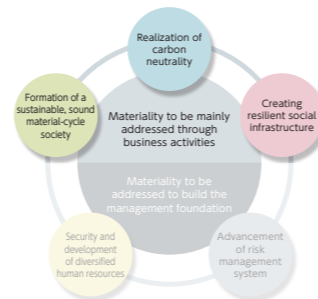 Realization of
carbon
neutrality
Formation of a
sustainable, sound
material-cycle
society
Materiality to be mainly
addressed through
business activities
Creating
resilient social
infrastructure
Materiality to be
addressed to build the
management foundation
Security and
development
of diversified
human resources
Advancement
of risk
management
system